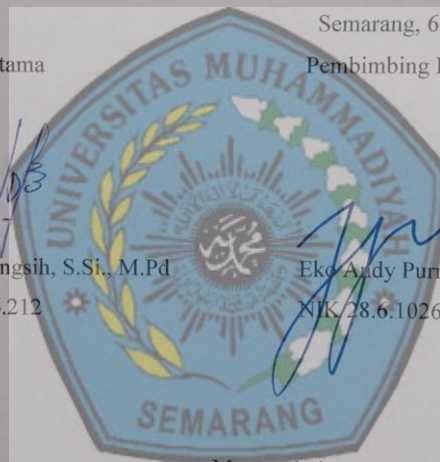 Semarang, 6
tama
Pembimbing
UNIVERSITAS MUHAMMADIYAH
SEMARANG
ngsih, S.Si., M.Pd
Eko Andy Purn
.212
NIK 28.6.1026